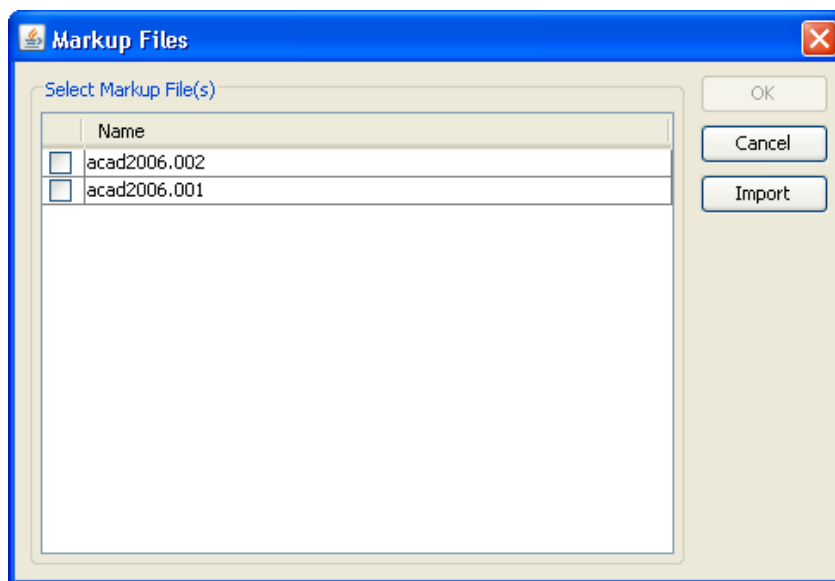 Markup Files
Select Markup File(s)
OK
Name
Cancel
acad2006.002
acad2006.001
Import